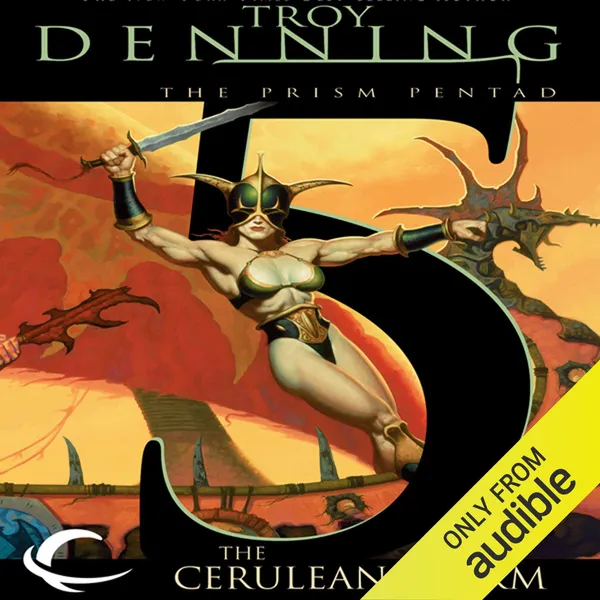 TROY
DENNING
THE PRISM PENTAD
5
THE
CERULEAN
ONLY FROM
audible